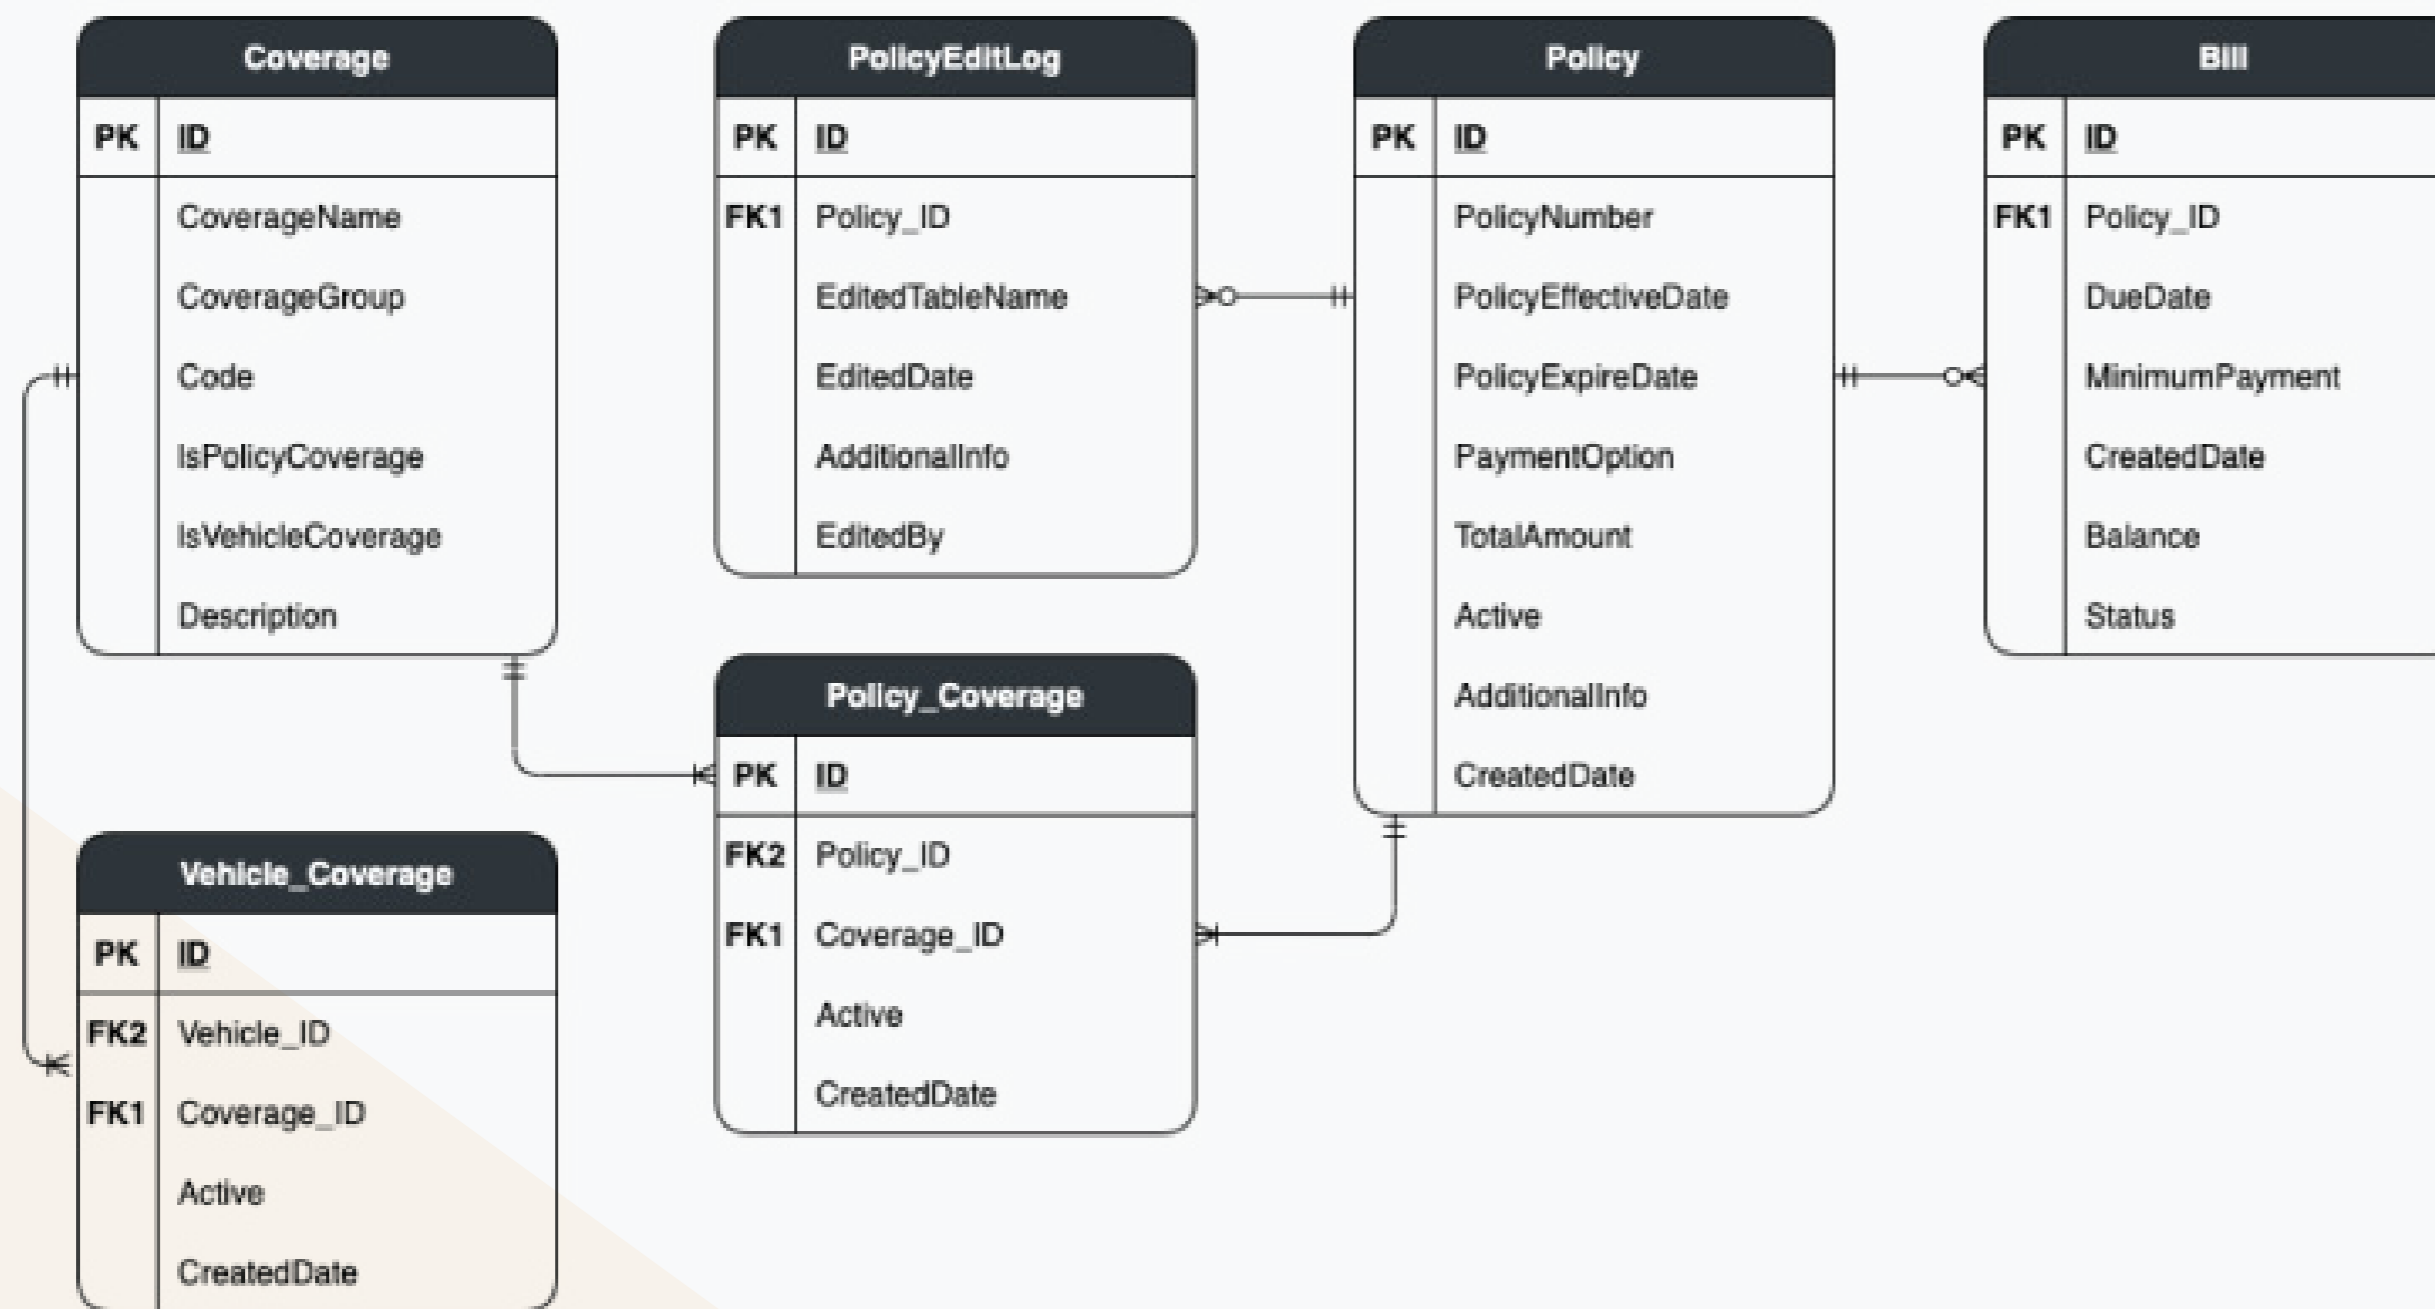 Coverage
PK ID
CoverageName
CoverageGroup
Code
IsPolicyCoverage
IsVehicleCoverage
Description
PolicyEditLog
PK ID
FK1 Policy_ID
EditedTableName
EditedDate
AdditionalInfo
EditedBy
Policy
PK ID
PolicyNumber
PolicyEffectiveDate
PolicyExpireDate
PaymentOption
TotalAmount
Active
AdditionalInfo
CreatedDate
Bill
PK ID
FK1 Policy_ID
DueDate
MinimumPayment
CreatedDate
Balance
Status
Policy_Coverage
PK ID
FK2 Policy_ID
FK1 Coverage_ID
Active
CreatedDate
Vehicle_Coverage
PK ID
FK2 Vehicle_ID
FK1 Coverage_ID
Active
CreatedDate